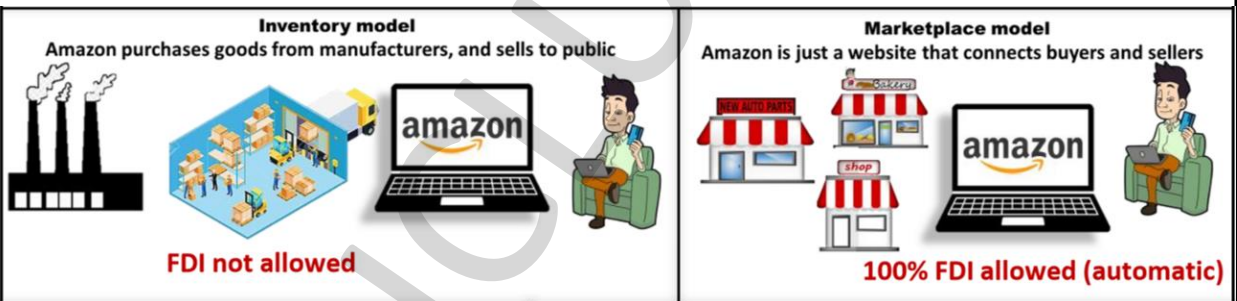 Inventory model
Amazon purchases goods from manufacturers, and sells to public
amazon
FDI not allowed
Marketplace model
Amazon is just a website that connects buyers and sellers
NEW AUTO PARTS
Bakery
shop
amazon
100% FDI allowed (automatic)